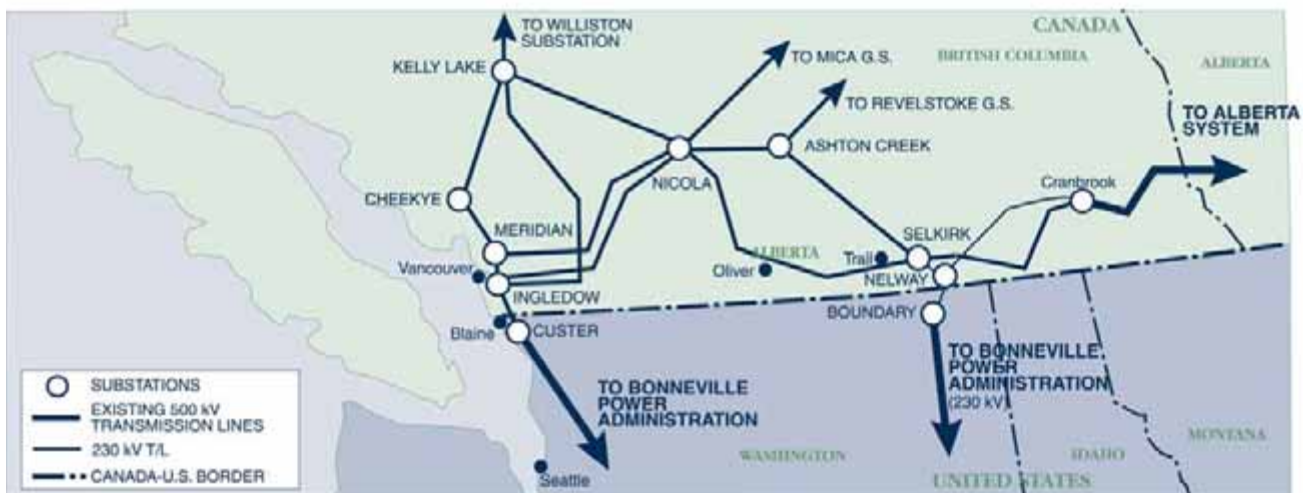 TO WILLISTON
SUBSTATION
CANADA
BRITISH COLUMBIA
ALBERTA
KELLY LAKE
TO MICA G.S.
TO REVELSTOKE G.S.
TO ALBERTA
SYSTEM
ASHTON CREEK
NICOLA
Cranbrook
CHEEKYE
MERIDIAN
SELKIRK
ALBERTA
Trail
Vancouver
Oliver
NELWAY
INGLEDOW
BOUNDARY
Blaine
CUSTER
TO BONNEVILLE
POWER
ADMINISTRATION
(230 kV)
TO BONNEVILLE
POWER
ADMINISTRATION
SUBSTATIONS
EXISTING 500 kV
TRANSMISSION LINES
230 kV T/L
CANADA-U.S. BORDER
WASHINGTON
IDAHO
MONTANA
Seattle
UNITED STATES